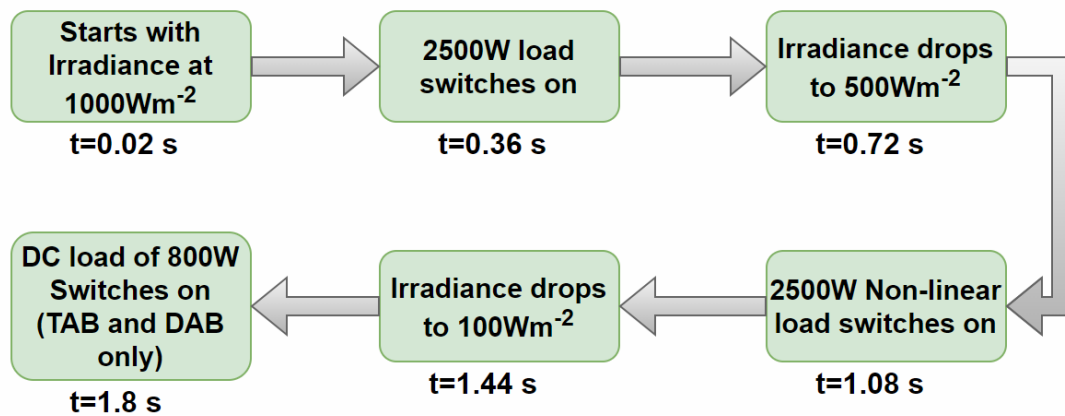 Starts with
Irradiance at
1000Wm⁻²
t=0.02 s
2500W load
switches on
t=0.36 s
Irradiance drops
to 500Wm⁻²
t=0.72 s
2500W Non-linear
load switches on
t=1.08 s
Irradiance drops
to 100Wm⁻²
t=1.44 s
DC load of 800W
Switches on
(TAB and DAB
only)
t=1.8 s